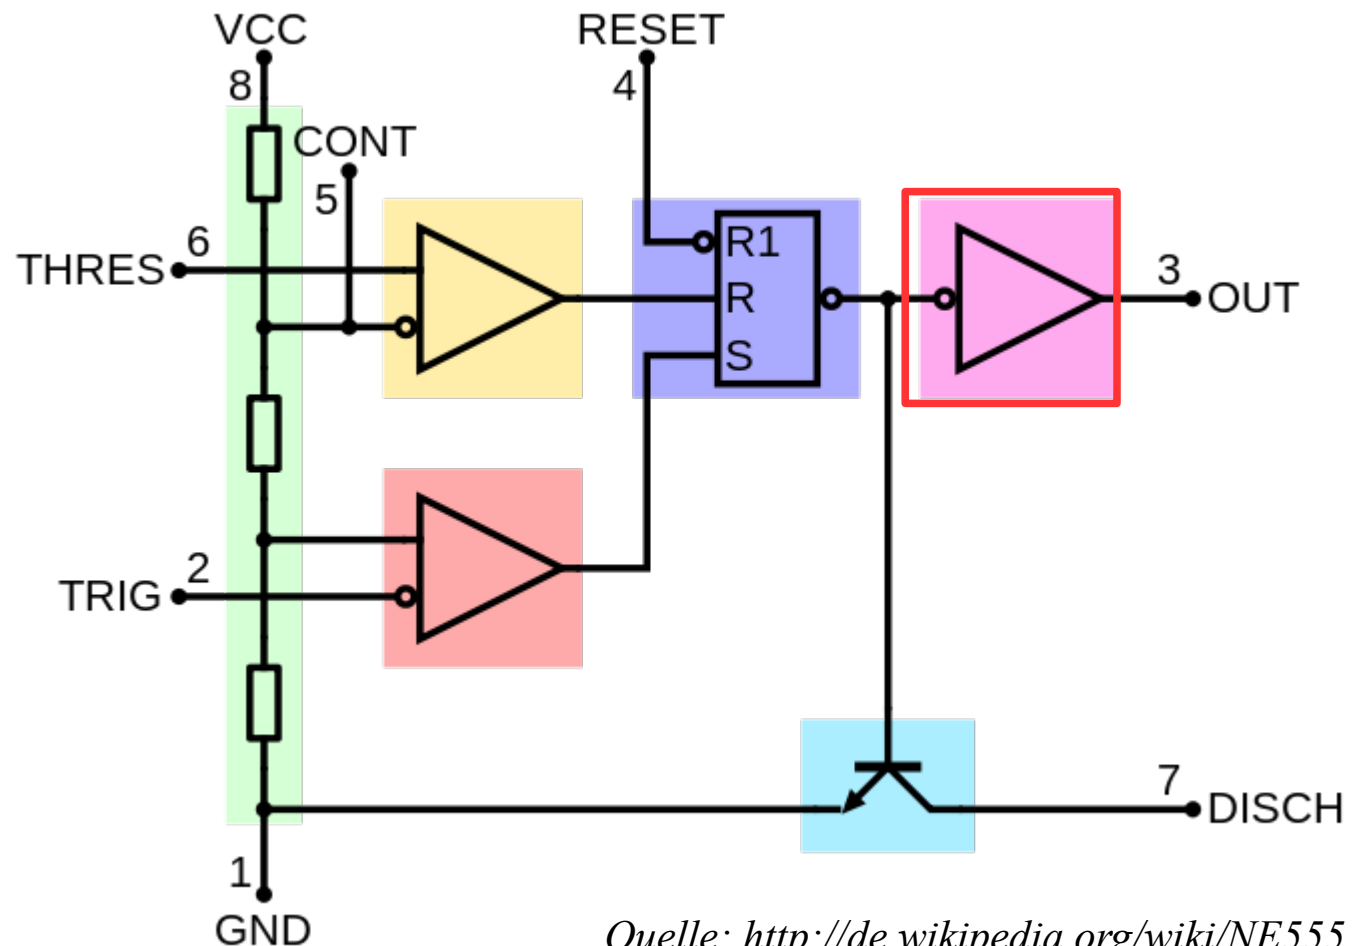 VCC
RESET
8
4
CONT
5
6
THRES
R1
R
S
3
OUT
2
TRIG
7
DISCH
1
GND
Quelle: http://de.wikipedia.org/wiki/NE555